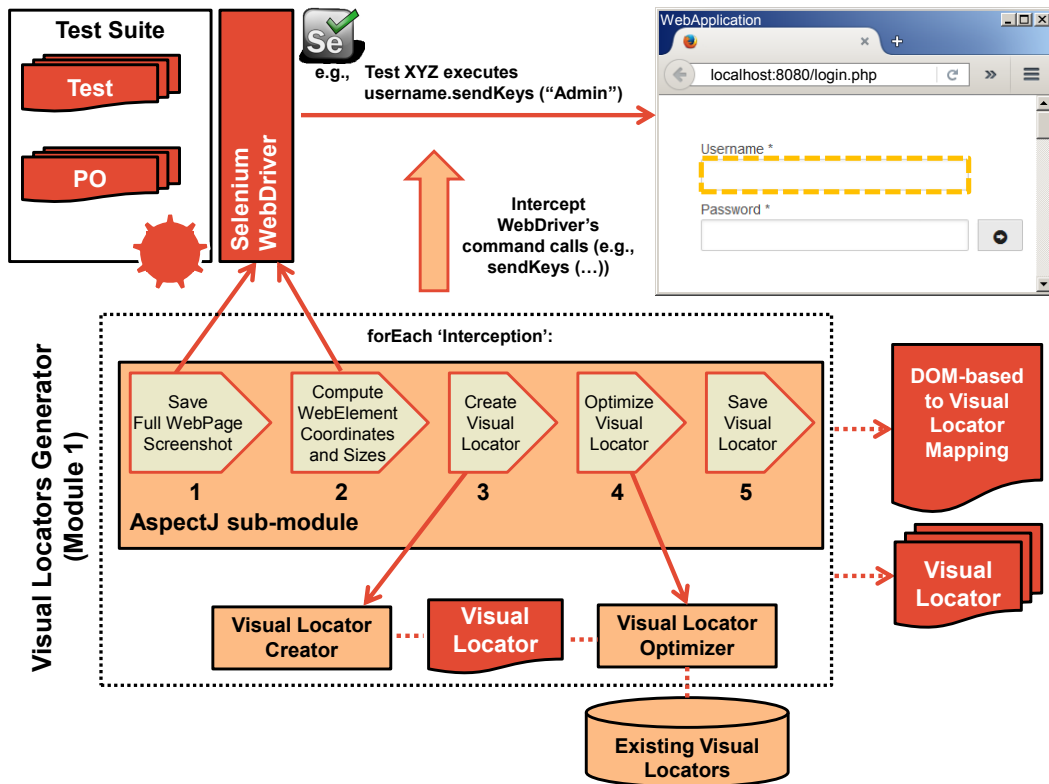 Test Suite
Test
PO
Selenium
WebDriver
Se
e.g., Test XYZ executes
username.sendKeys (“Admin”)
Intercept
WebDriver’s
command calls (e.g.,
sendKeys (…))
WebApplication
localhost:8080/login.php
Username *
Password *
Visual Locators Generator
(Module 1)
forEach ‘Interception’:
Save
Full WebPage
Screenshot
Compute
WebElement
Coordinates
and Sizes
Create
Visual
Locator
Optimize
Visual
Locator
Save
Visual
Locator
1
2
3
4
5
AspectJ sub-module
Visual Locator
Creator
Visual
Locator
Visual Locator
Optimizer
Existing Visual
Locators
DOM-based
to Visual
Locator
Mapping
Visual
Locator